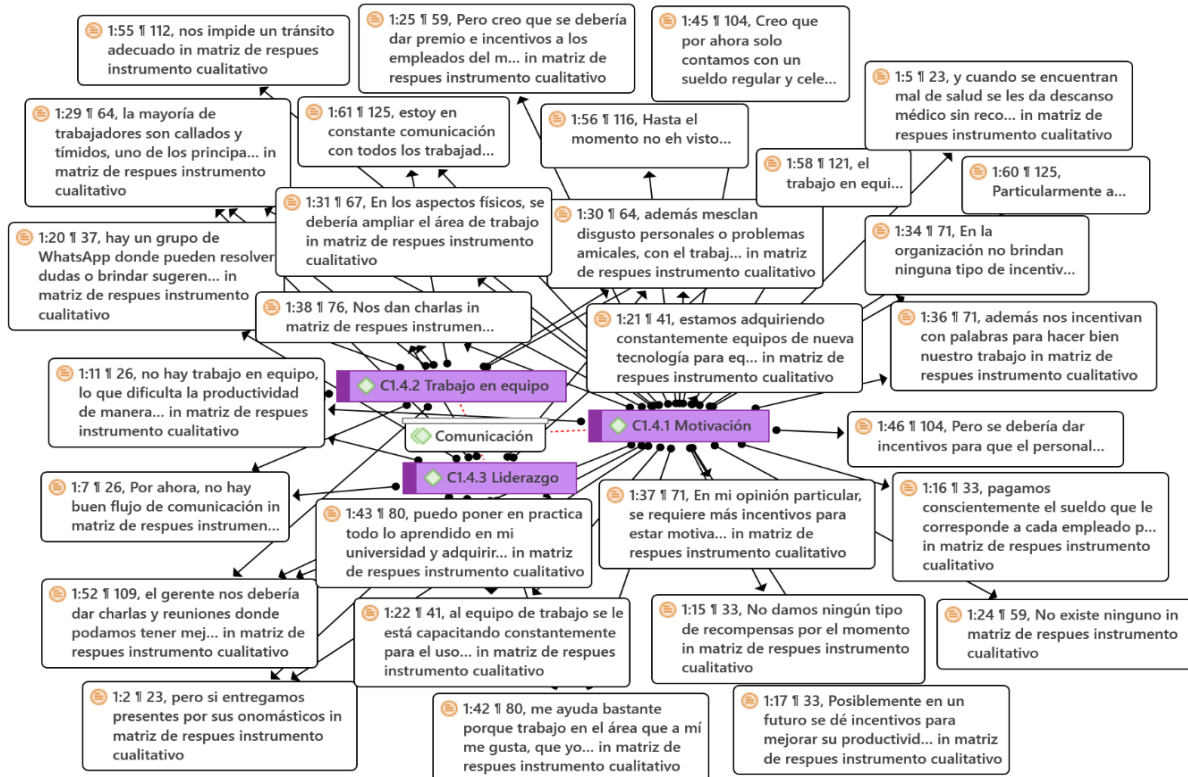 1:55 ¶ 112, nos impide un tránsito
adecuado in matriz de respues
instrumento cualitativo
1:25 ¶ 59, Pero creo que se debería
dar premio e incentivos a los
empleados del m... in matriz de
respues instrumento cualitativo
1:45 ¶ 104, Creo que
por ahora solo
contamos con un
sueldo regular y cele...
1:5 ¶ 23, y cuando se encuentran
mal de salud se les da descanso
médico sin reco... in matriz de
respues instrumento cualitativo
1:29 ¶ 64, la mayoría de
trabajadores son callados y
tímidos, uno de los principa... in
matriz de respues instrumento
cualitativo
1:61 ¶ 125, estoy en
constante comunicación
con todos los trabajad...
1:56 ¶ 116, Hasta el
momento no eh visto...
1:58 ¶ 121, el
trabajo en equi...
1:60 ¶ 125,
Particularmente a...
1:31 ¶ 67, En los aspectos físicos, se
debería ampliar el área de trabajo
in matriz de respues instrumento
cualitativo
1:30 ¶ 64, además mesclan
disgusto personales o problemas
amicales, con el trabaj... in matriz
de respues instrumento
cualitativo
1:34 ¶ 71, En la
organización no brindan
ninguna tipo de incentiv...
1:20 ¶ 37, hay un grupo de
WhatsApp donde pueden resolver
dudas o brindar sugeren... in
matriz de respues instrumento
cualitativo
1:38 ¶ 76, Nos dan charlas in
matriz de respues instrumen...
1:21 ¶ 41, estamos adquiriendo
constantemente equipos de nueva
tecnología para eq... in matriz de
respues instrumento cualitativo
1:36 ¶ 71, además nos incentivan
con palabras para hacer bien
nuestro trabajo in matriz de
respues instrumento cualitativo
1:11 ¶ 26, no hay trabajo en equipo,
lo que dificulta la productividad
de manera... in matriz de respues
instrumento cualitativo
C1.4.2 Trabajo en equipo
C1.4.1 Motivación
Comunicación
C1.4.3 Liderazgo
1:46 ¶ 104, Pero se debería dar
incentivos para que el personal...
1:7 ¶ 26, Por ahora, no hay
buen flujo de comunicación in
matriz de respues instrumen...
1:43 ¶ 80, puedo poner en practica
todo lo aprendido en mi
universidad y adquirir... in matriz
de respues instrumento
cualitativo
1:37 ¶ 71, En mi opinión particular,
se requiere más incentivos para
estar motiva... in matriz de
respues instrumento cualitativo
1:16 ¶ 33, pagamos
conscientemente el sueldo que le
corresponde a cada empleado p...
in matriz de respues instrumento
cualitativo
1:52 ¶ 109, el gerente nos debería
dar charlas y reuniones donde
podamos tener mej... in matriz de
respues instrumento cualitativo
1:22 ¶ 41, al equipo de trabajo se le
está capacitando constantemente
para el uso... in matriz de respues
instrumento cualitativo
1:15 ¶ 33, No damos ningún tipo
de recompensas por el momento
in matriz de respues instrumento
cualitativo
1:24 ¶ 59, No existe ninguno in
matriz de respues instrumento
cualitativo
1:2 ¶ 23, pero si entregamos
presentes por sus onomásticos in
matriz de respues instrumento
cualitativo
1:42 ¶ 80, me ayuda bastante
porque trabajo en el área que a mí
me gusta, que yo... in matriz de
respues instrumento cualitativo
1:17 ¶ 33, Posiblemente en un
futuro se dé incentivos para
mejorar su productivid... in matriz
de respues instrumento cualitativo